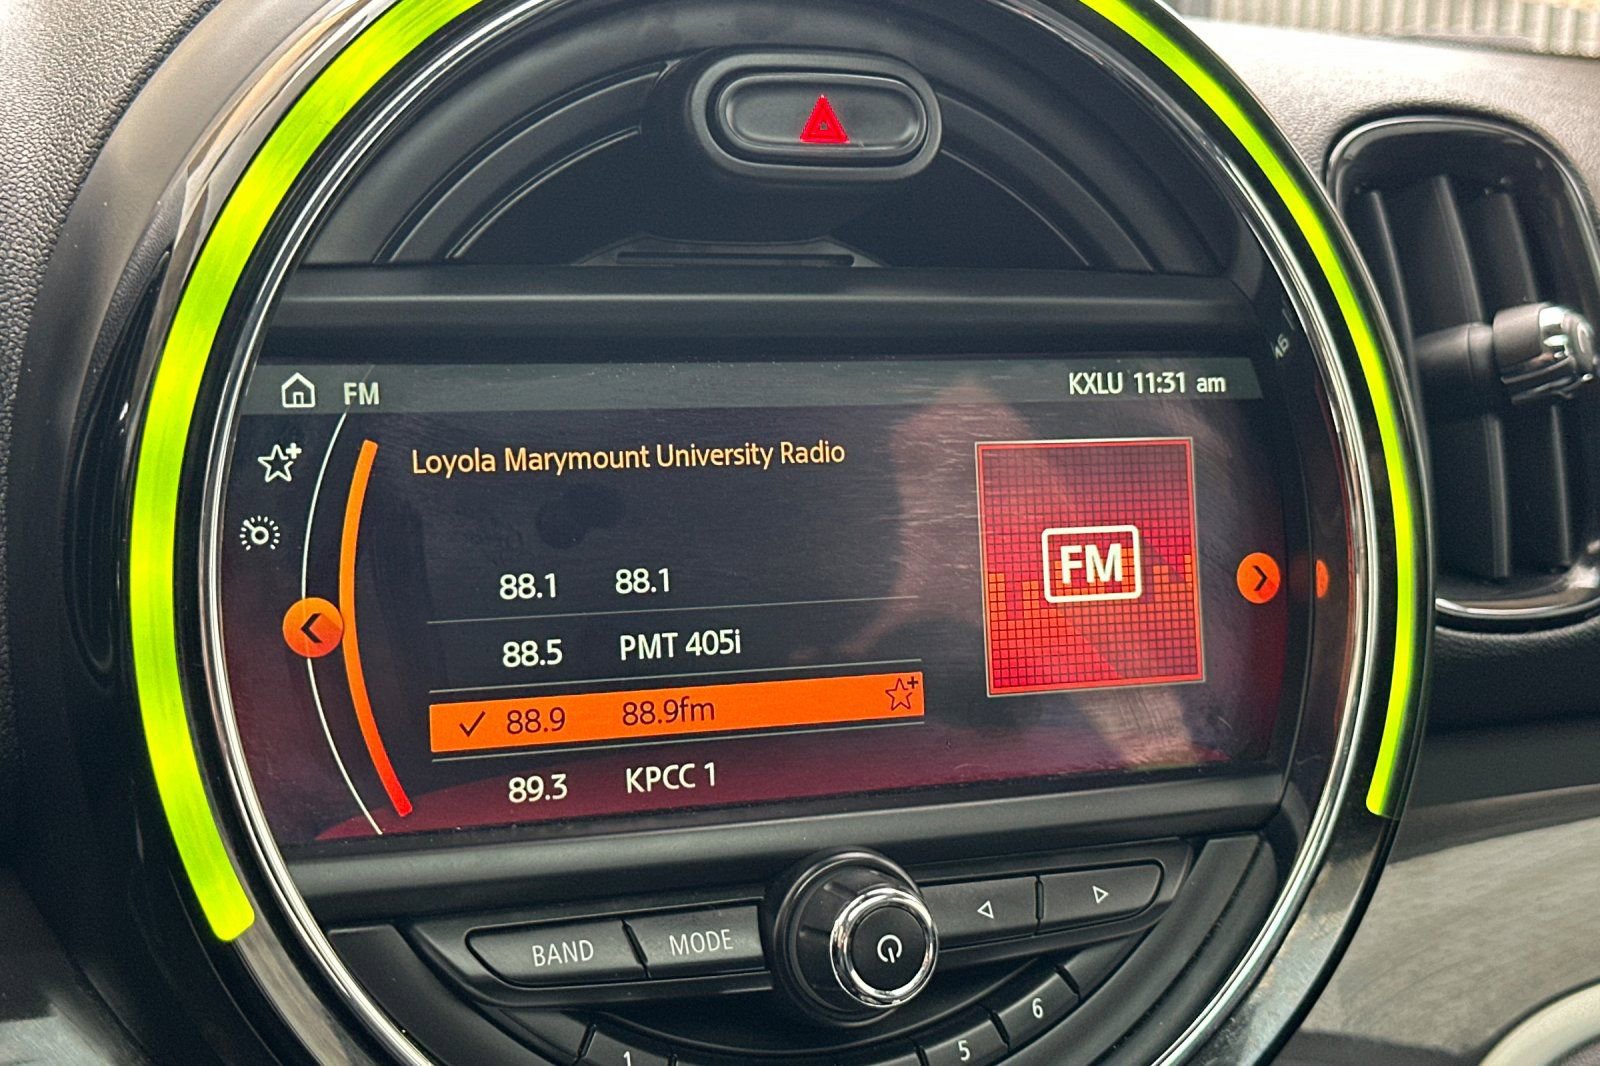 FM KXLU 11:31 am
Loyola Marymount University Radio
FM
88.1 88.1
88.5 PMT 405i
88.9 88.9fm
89.3 KPCC 1
BAND MODE
1 5 6